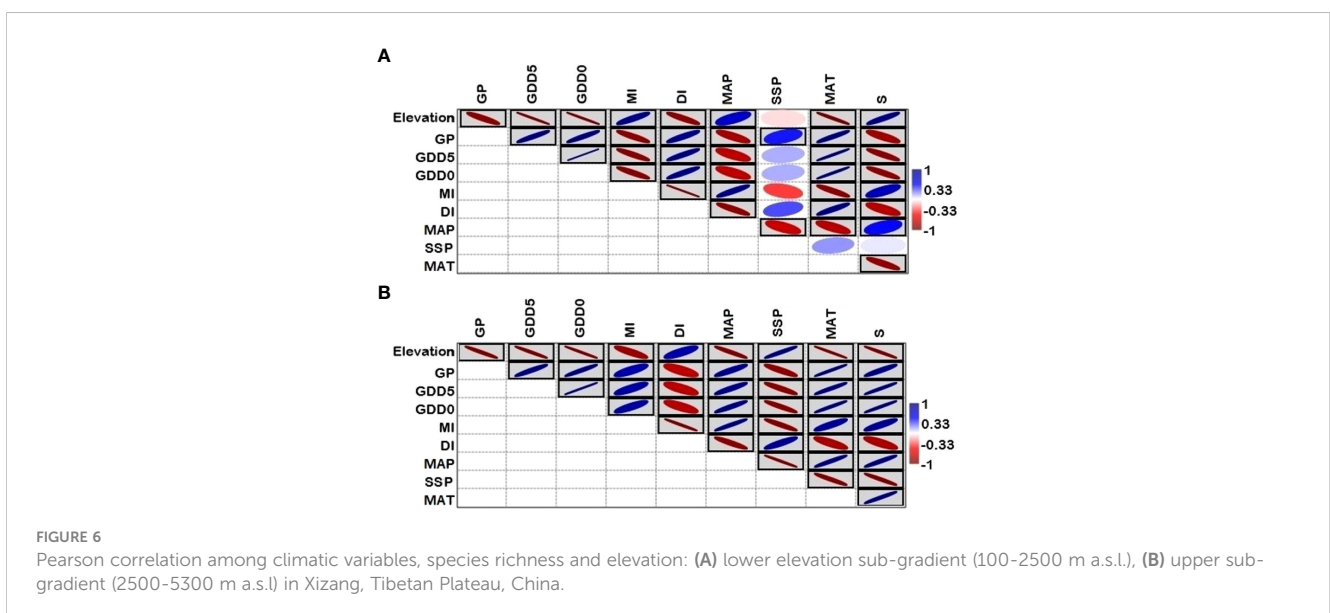 A
GP GDD5 GDD0 MI DI MAP SSP MAT S
Elevation
GP
GDD5
GDD0
MI
DI
MAP
SSP
MAT
1
0.33
-0.33
-1
B
GP GDD5 GDD0 MI DI MAP SSP MAT S
Elevation
GP
GDD5
GDD0
MI
DI
MAP
SSP
MAT
1
0.33
-0.33
-1
FIGURE 6
Pearson correlation among climatic variables, species richness and elevation: (A) lower elevation sub-gradient (100-2500 m a.s.l.), (B) upper sub-
gradient (2500-5300 m a.s.l) in Xizang, Tibetan Plateau, China.